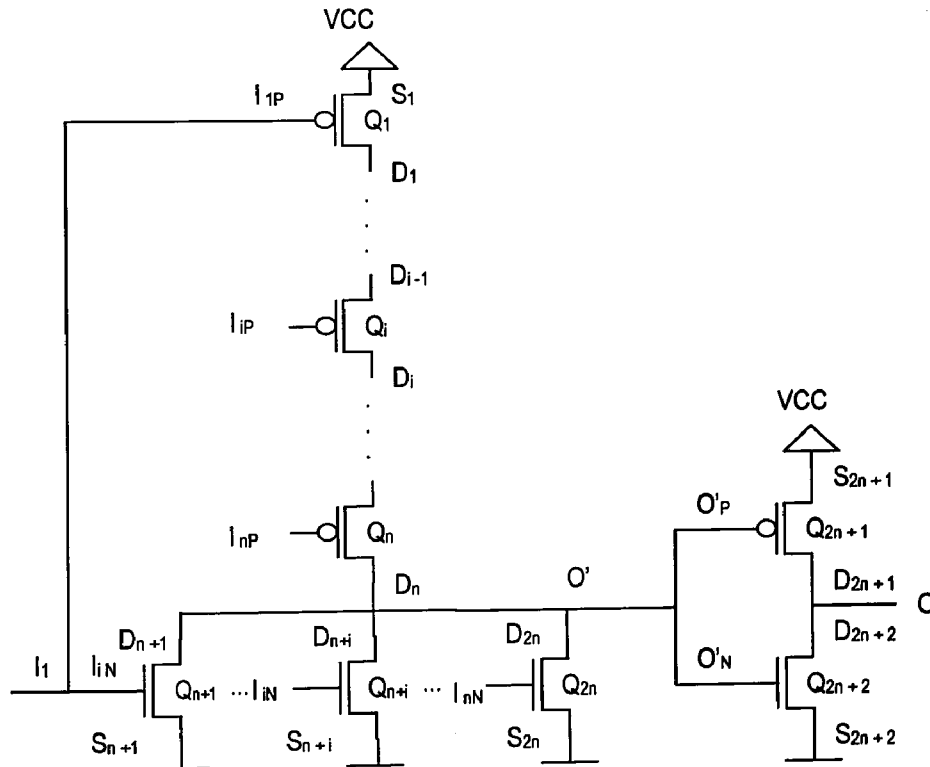 VCC
I1P
S1
Q1
D1
Di-1
IiP
Qi
Di
VCC
S2n+1
O'P
InP
Qn
Q2n+1
Dn
O'
D2n+1
O
Dn+1
Dn+i
D2n
D2n+2
I1
IiN
Qn+1
...IiN
Qn+i
...InN
Q2n
O'N
Q2n+2
Sn+1
Sn+i
S2n
S2n+2